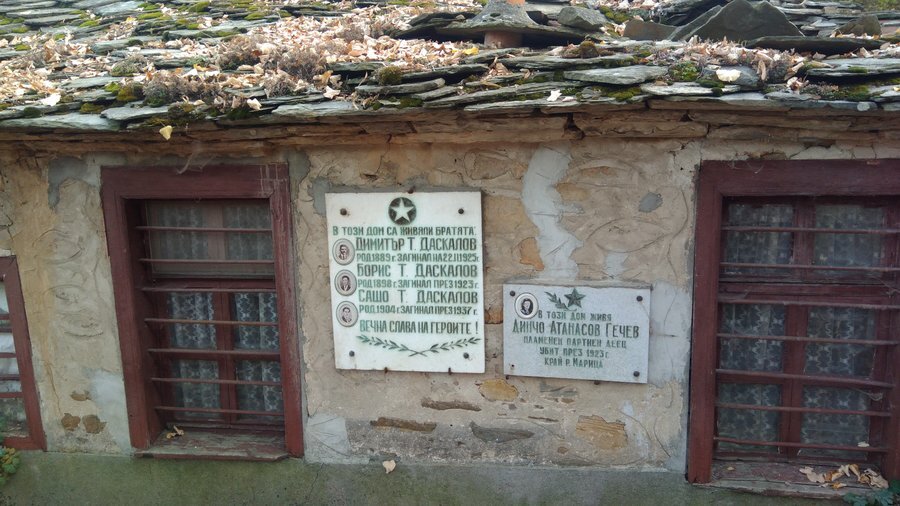 В ТОЗИ ДОМ СА ЖИВЯЛИ БРАТЯТА:
ДИМИТЪР Т. ДАСКАЛОВ
РОД. 1889 г. ЗАГИНАЛ НА 22.II.1925г.
БОРИС Т. ДАСКАЛОВ
РОД. 1898 г. ЗАГИНАЛ ПРЕЗ 1923 г.
САШО Т. ДАСКАЛОВ
РОД. 1904 г. ЗАГИНАЛ ПРЕЗ 1937 г.
ВЕЧНА СЛАВА НА ГЕРОИТЕ!
В ТОЗИ ДОМ ЖИВЯ
ДИНЧО АТАНАСОВ ГЕЧЕВ
ПЛАМЕНЕН ПАРТИЕН ДЕЕЦ
УБИТ ПРЕЗ 1923 г.
КРАЙ Р. МАРИЦА